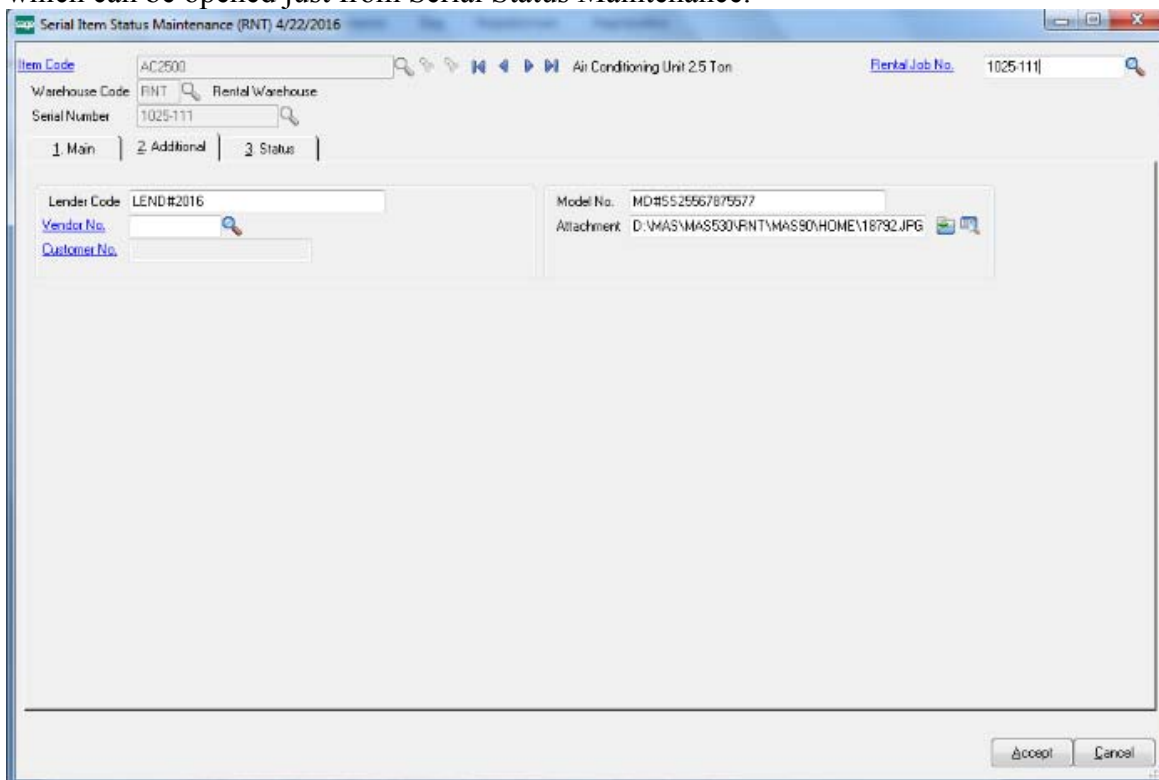 which can be opened just from Serial Status Maintenance.
Serial Item Status Maintenance (RNT) 4/22/2016
Item Code AC2500 Air Conditioning Unit 2.5 Ton Rental Job No. 1025-111
Warehouse Code RNT Rental Warehouse
Serial Number 1025-111
1. Main 2. Additional 3. Status
Lender Code LEND#2016 Model No. MD#SS25567875577
Vendor No. Attachment D:\MAS\MAS530\RNT\MAS90\HOME\18792.JPG
Customer No.
Accept Cancel